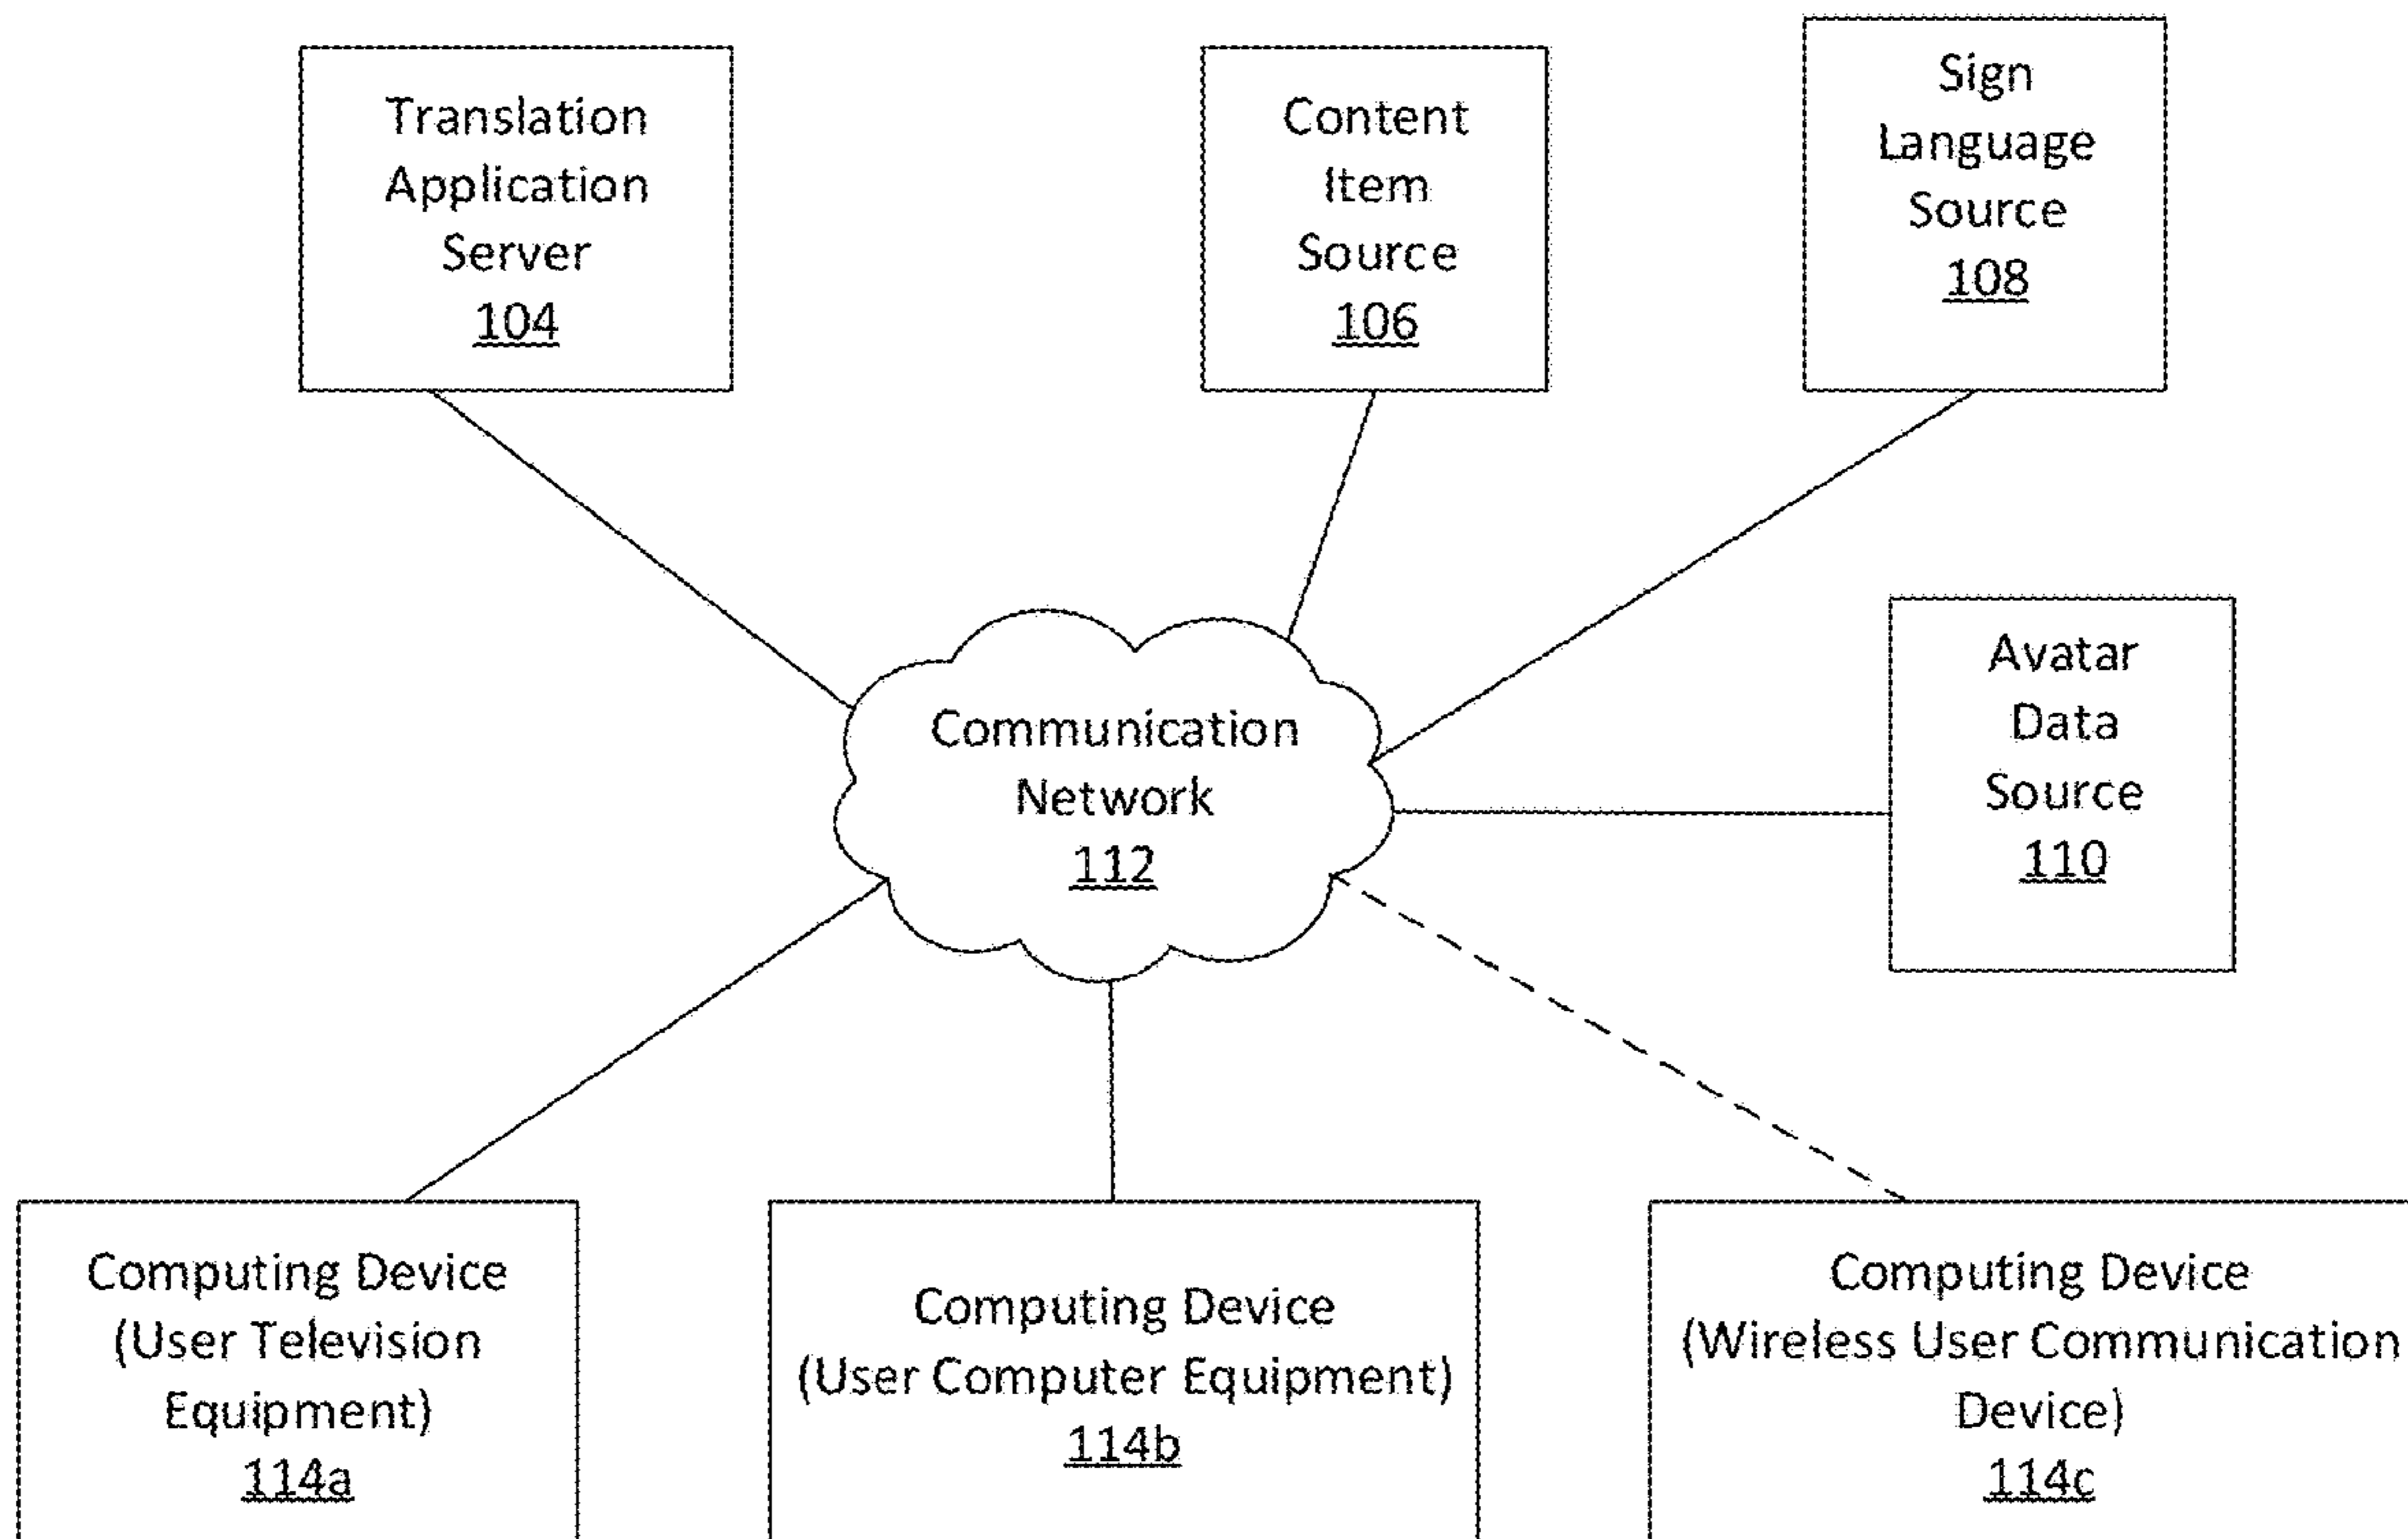 Translation
Application
Server
104
Content
Item
Source
106
Sign
Language
Source
108
Communication
Network
112
Avatar
Data
Source
110
Computing Device
(User Television
Equipment)
114a
Computing Device
(User Computer Equipment)
114b
Computing Device
(Wireless User Communication
Device)
114c